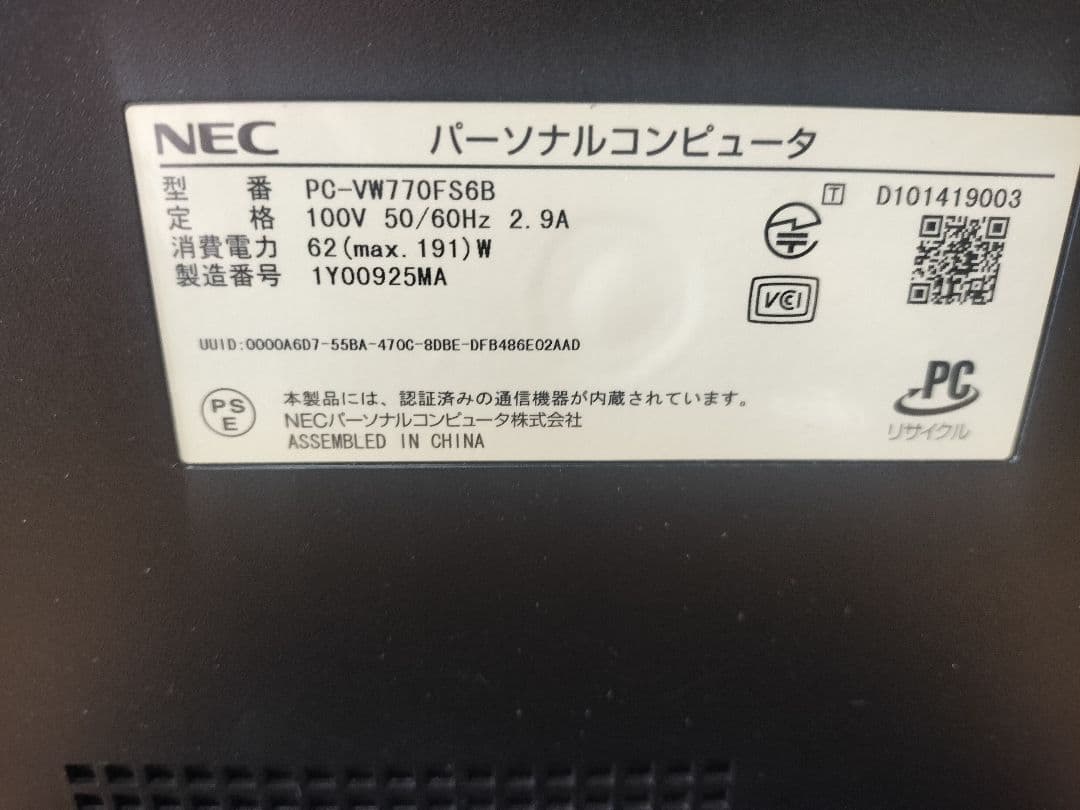 NEC パーソナルコンピュータ
型番 PC-VW770FS6B
定格 100V 50/60Hz 2.9A
消費電力 62(max.191)W
製造番号 1Y00925MA
T D101419003
VCCI
UUID:0000A6D7-55BA-470C-8DBE-DFB486E02AAD
PS
E
本製品には、認証済みの通信機器が内蔵されています。
NECパーソナルコンピュータ株式会社
ASSEMBLED IN CHINA
PC
リサイクル